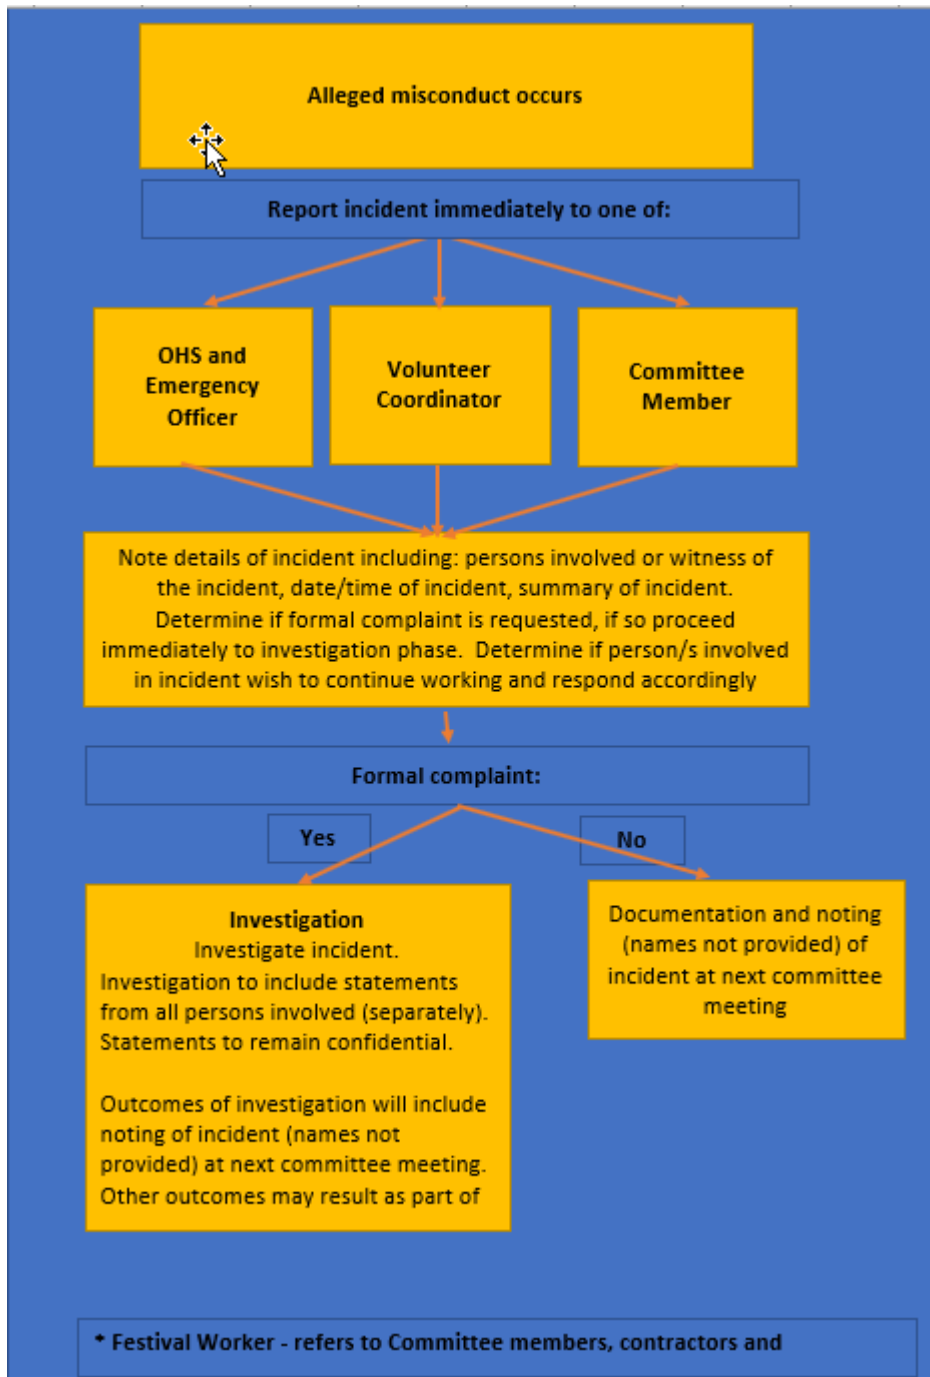 Alleged misconduct occurs
Report incident immediately to one of:
OHS and
Emergency
Officer
Volunteer
Coordinator
Committee
Member
Note details of incident including: persons involved or witness of
the incident, date/time of incident, summary of incident.
Determine if formal complaint is requested, if so proceed
immediately to investigation phase.  Determine if person/s involved
in incident wish to continue working and respond accordingly
Formal complaint:
Yes
No
Investigation
Investigate incident.
Investigation to include statements
from all persons involved (separately).
Statements to remain confidential.
Outcomes of investigation will include
noting of incident (names not
provided) at next committee meeting.
Other outcomes may result as part of
Documentation and noting
(names not provided) of
incident at next committee
meeting
* Festival Worker - refers to Committee members, contractors and